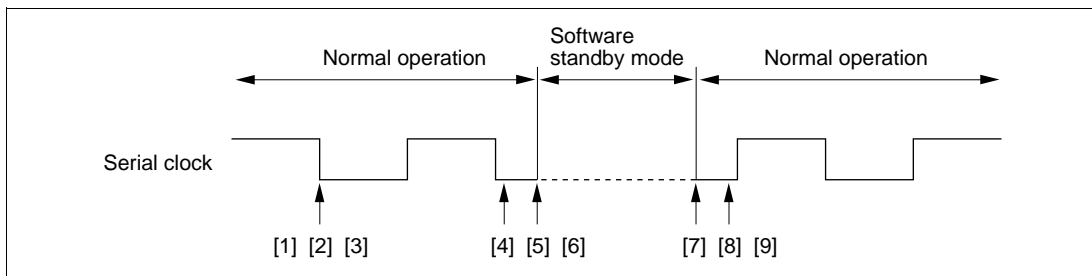 Software
standby mode
Normal operation
Normal operation
Serial clock
[1] [2] [3] [4] [5] [6] [7] [8] [9]